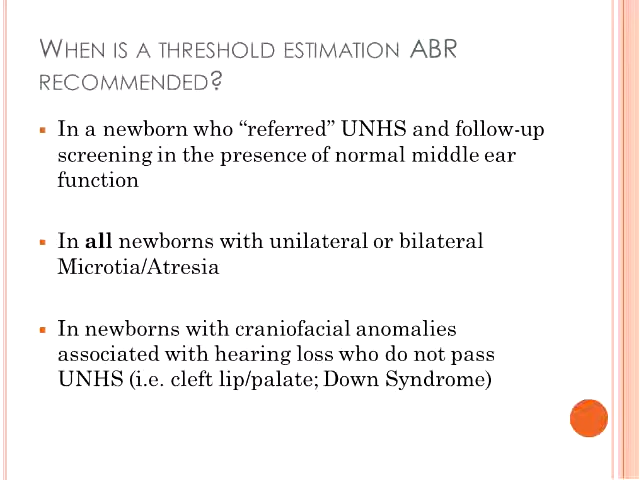 WHEN IS A THRESHOLD ESTIMATION ABR
RECOMMENDED?
In a newborn who “referred” UNHS and follow-up
screening in the presence of normal middle ear
function
In all newborns with unilateral or bilateral
Microtia/Atresia
In newborns with craniofacial anomalies
associated with hearing loss who do not pass
UNHS (i.e. cleft lip/palate; Down Syndrome)